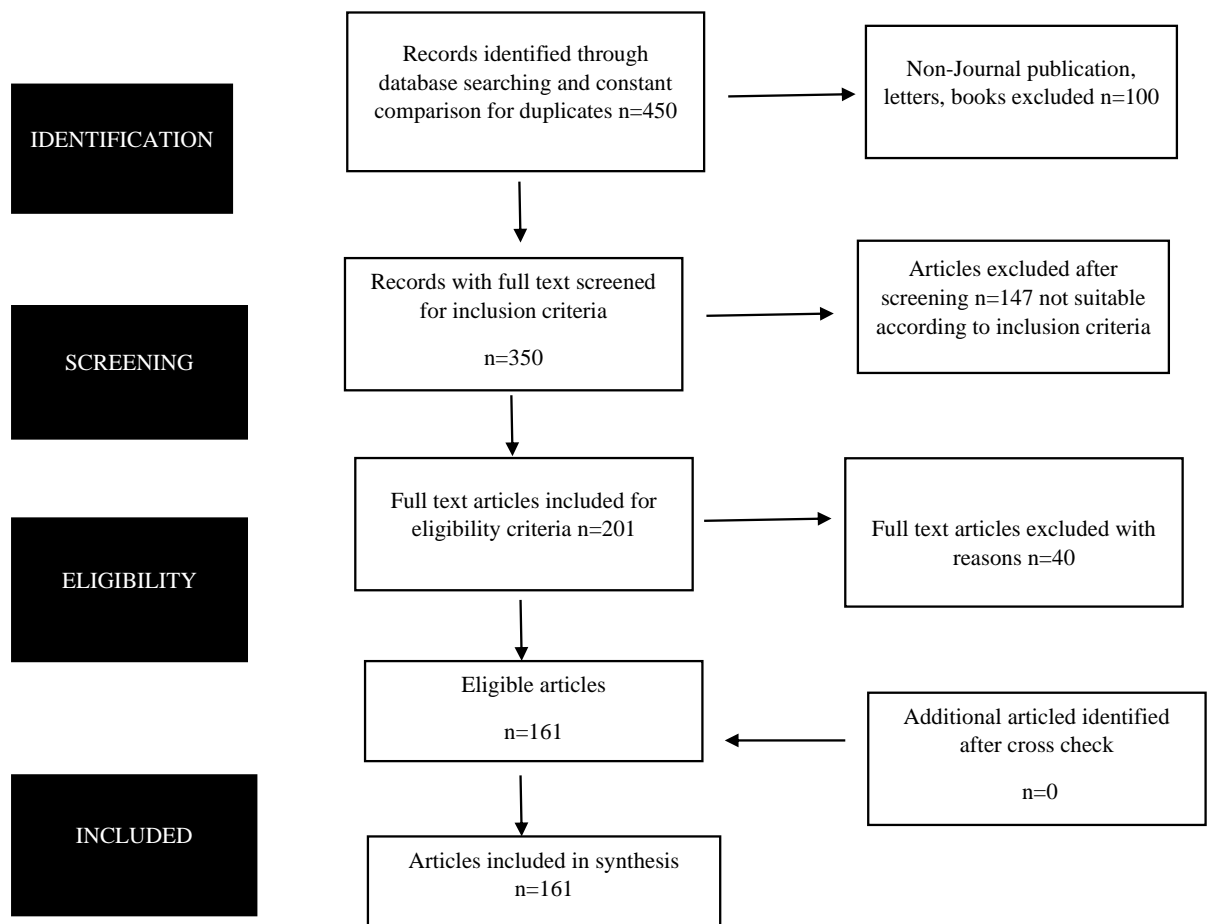 Records identified through
database searching and constant
comparison for duplicates n=450
Non-Journal publication,
letters, books excluded n=100
IDENTIFICATION
Records with full text screened
for inclusion criteria
n=350
Articles excluded after
screening n=147 not suitable
according to inclusion criteria
SCREENING
Full text articles included for
eligibility criteria n=201
Full text articles excluded with
reasons n=40
ELIGIBILITY
Eligible articles
n=161
Additional articled identified
after cross check
n=0
INCLUDED
Articles included in synthesis
n=161